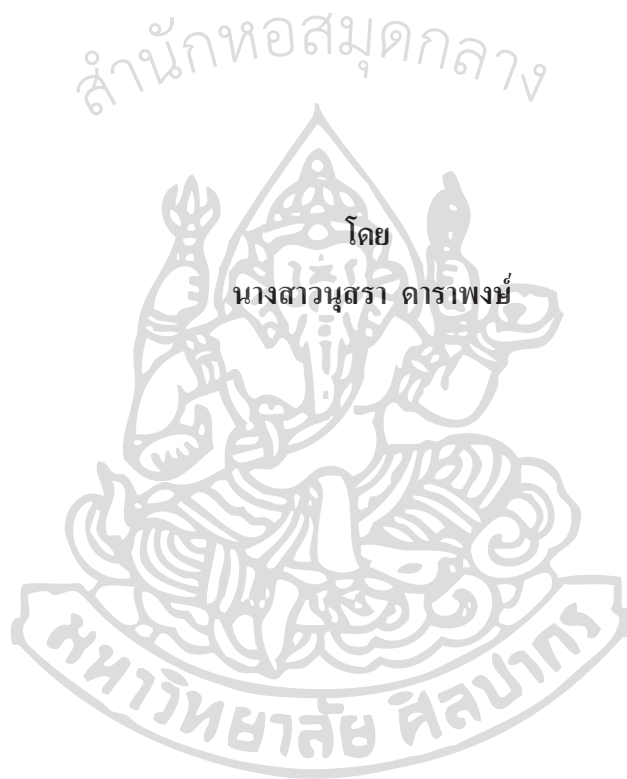 สำนักหอสมุดกลาง
โดย
นางสาวนุสรา ดาราพงษ์
มหาวิทยาลัย ศิลปากร